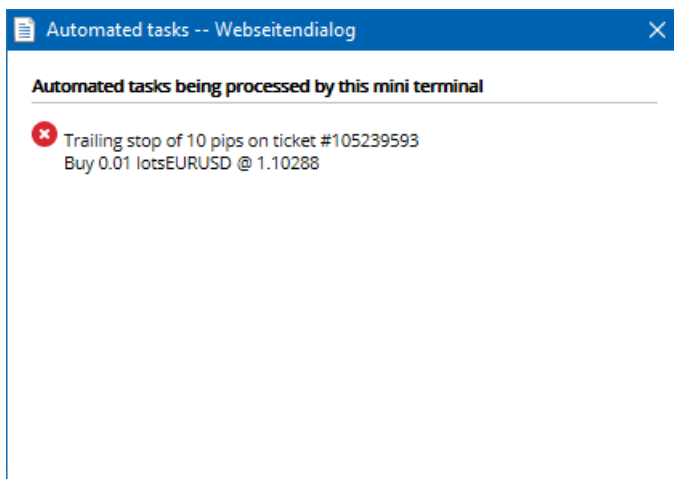 Automated tasks -- Webseitendialog
Automated tasks being processed by this mini terminal
Trailing stop of 10 pips on ticket #105239593
Buy 0.01 lotsEURUSD @ 1.10288